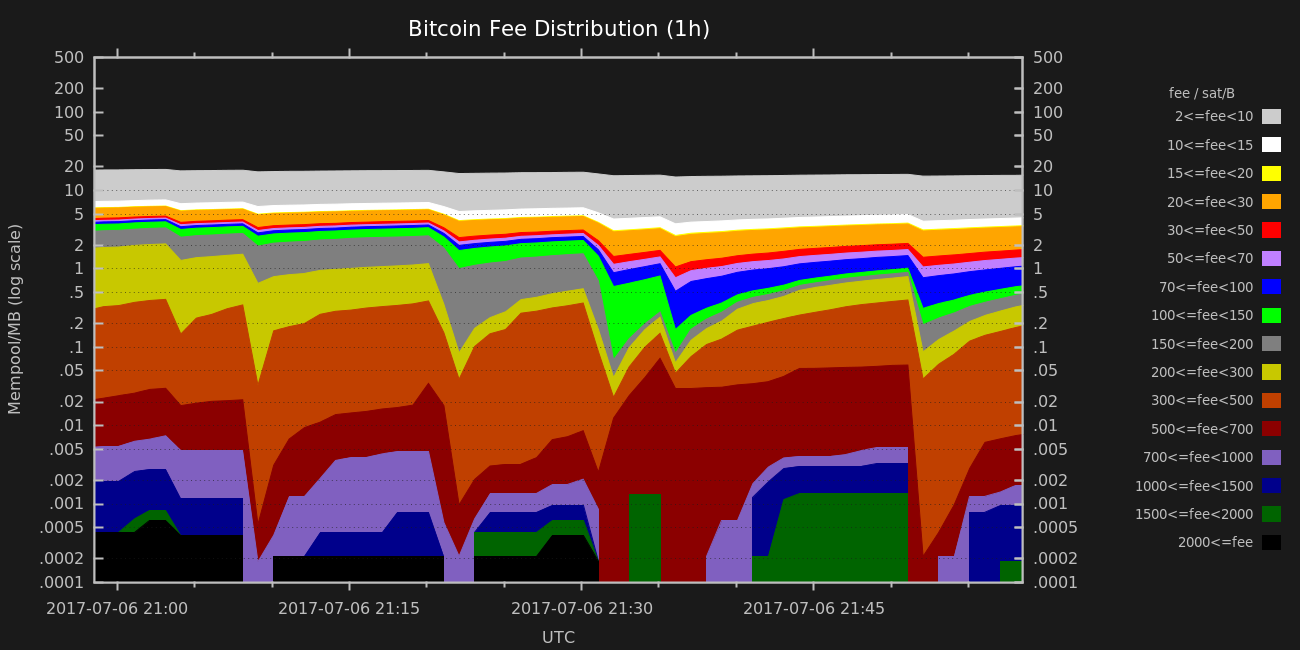 Bitcoin Fee Distribution (1h)
500
200
100
50
20
10
5
2
1
.5
.2
.1
.05
.02
.01
.005
.002
.001
.0005
.0002
.0001
Mempool/MB (log scale)
500
200
100
50
20
10
5
2
1
.5
.2
.1
.05
.02
.01
.005
.002
.001
.0005
.0002
.0001
2017-07-06 21:00 2017-07-06 21:15 2017-07-06 21:30 2017-07-06 21:45
UTC
fee / sat/B
2<=fee<10
10<=fee<15
15<=fee<20
20<=fee<30
30<=fee<50
50<=fee<70
70<=fee<100
100<=fee<150
150<=fee<200
200<=fee<300
300<=fee<500
500<=fee<700
700<=fee<1000
1000<=fee<1500
1500<=fee<2000
2000<=fee